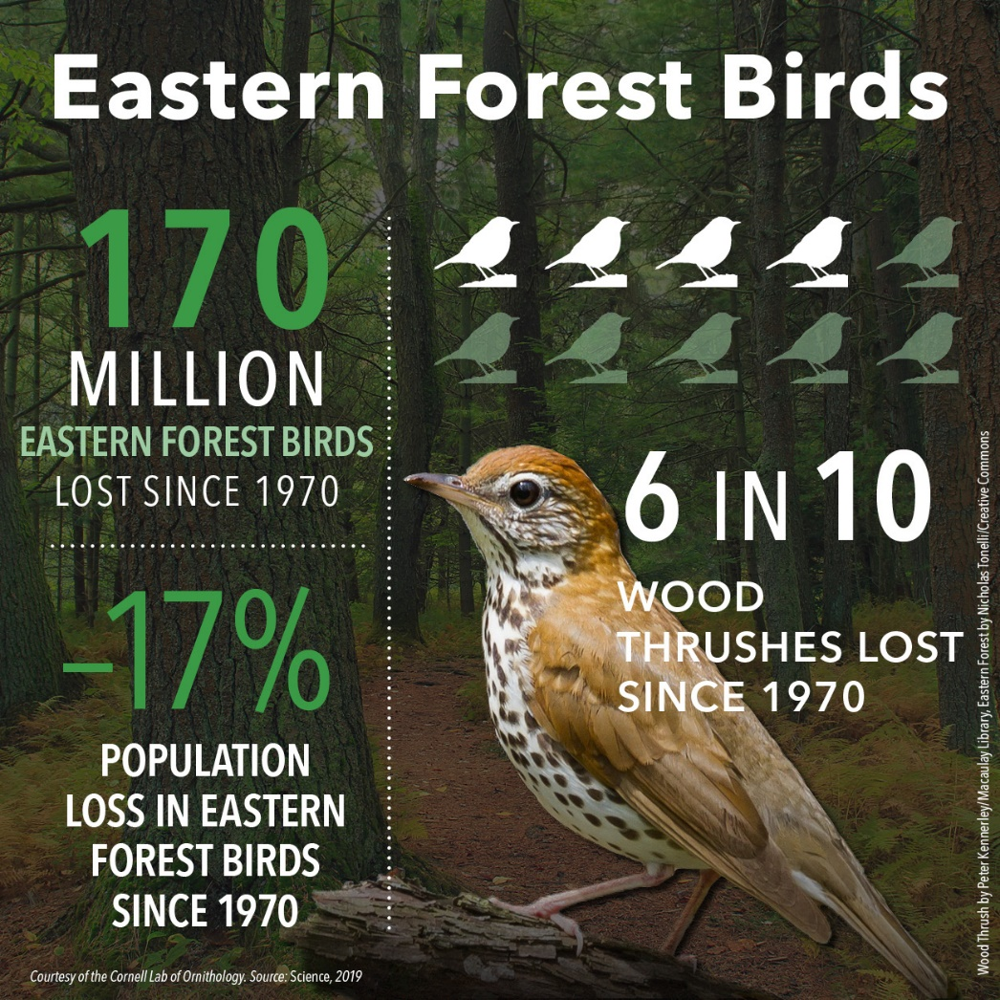 Eastern Forest Birds
170
MILLION
EASTERN FOREST BIRDS
LOST SINCE 1970
–17%
POPULATION
LOSS IN EASTERN
FOREST BIRDS
SINCE 1970
6 IN 10
WOOD
THRUSHES LOST
SINCE 1970
Courtesy of the Cornell Lab of Ornithology. Source: Science, 2019
Wood Thrush by Peter Kennerley/Macaulay Library, Eastern Forest by Nicholas Tonelli/Creative Commons